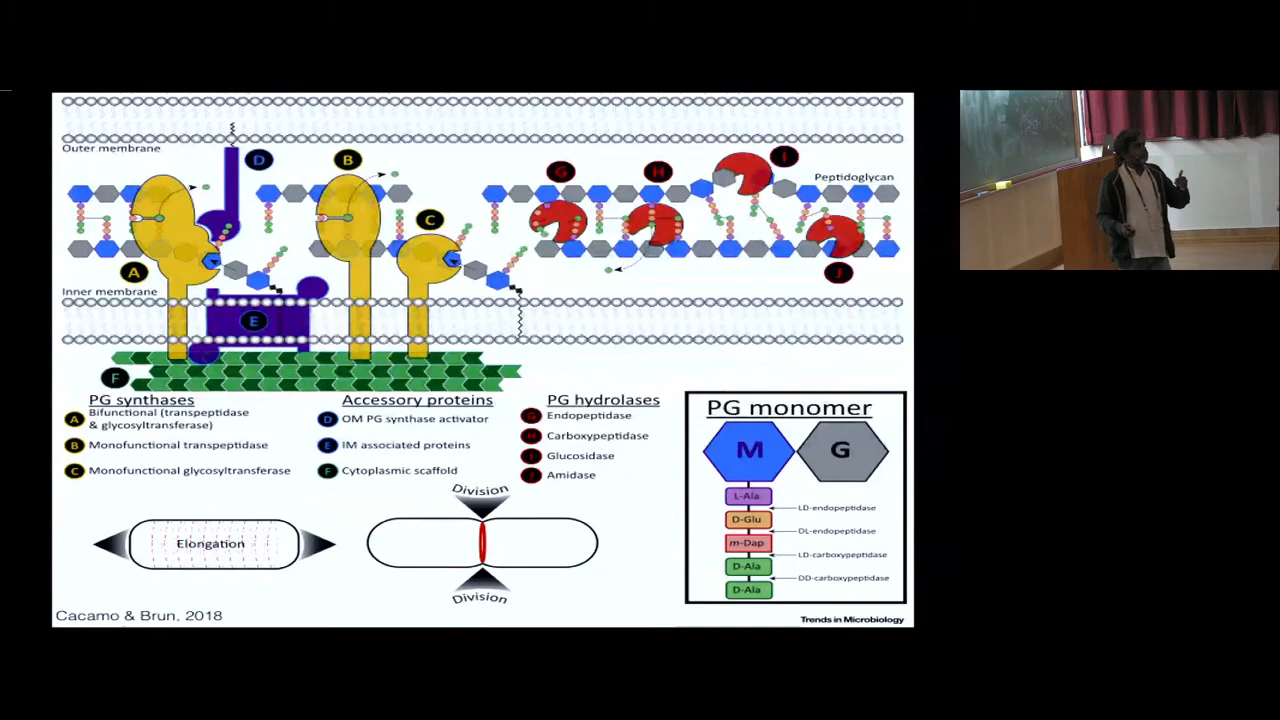 Outer membrane
D
B
G
H
I
Peptidoglycan
C
A
J
Inner membrane
E
F
PG synthases
A Bifunctional (transpeptidase
& glycosyltransferase)
B Monofunctional transpeptidase
C Monofunctional glycosyltransferase
Accessory proteins
D OM PG synthase activator
E IM associated proteins
F Cytoplasmic scaffold
PG hydrolases
G Endopeptidase
H Carboxypeptidase
I Glucosidase
J Amidase
PG monomer
M G
L-Ala
LD-endopeptidase
D-Glu
DL-endopeptidase
m-Dap
LD-carboxypeptidase
D-Ala
DD-carboxypeptidase
D-Ala
Elongation
Division
Division
Cacamo & Brun, 2018
Trends in Microbiology